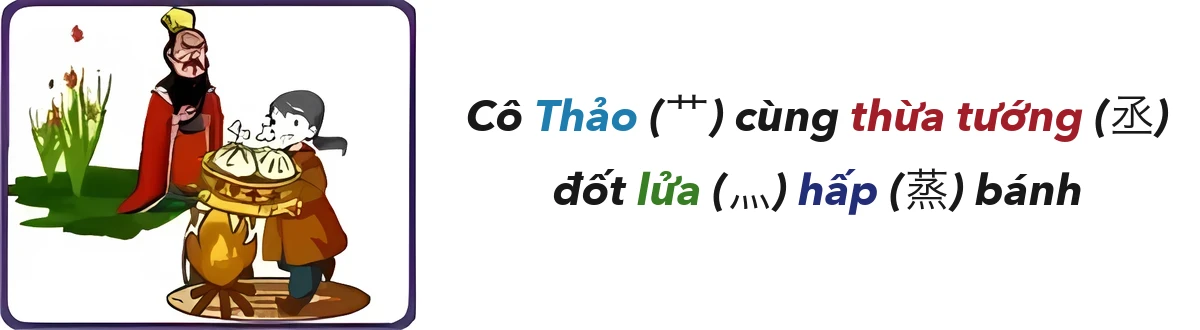 Cô Thảo (艹) cùng thừa tướng (丞)
đốt lửa (灬) hấp (蒸) bánh